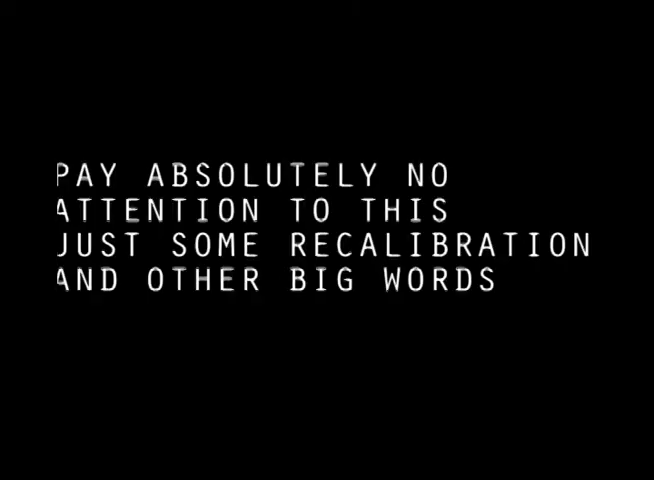 PAY ABSOLUTELY NO
ATTENTION TO THIS
JUST SOME RECALIBRATION
AND OTHER BIG WORDS